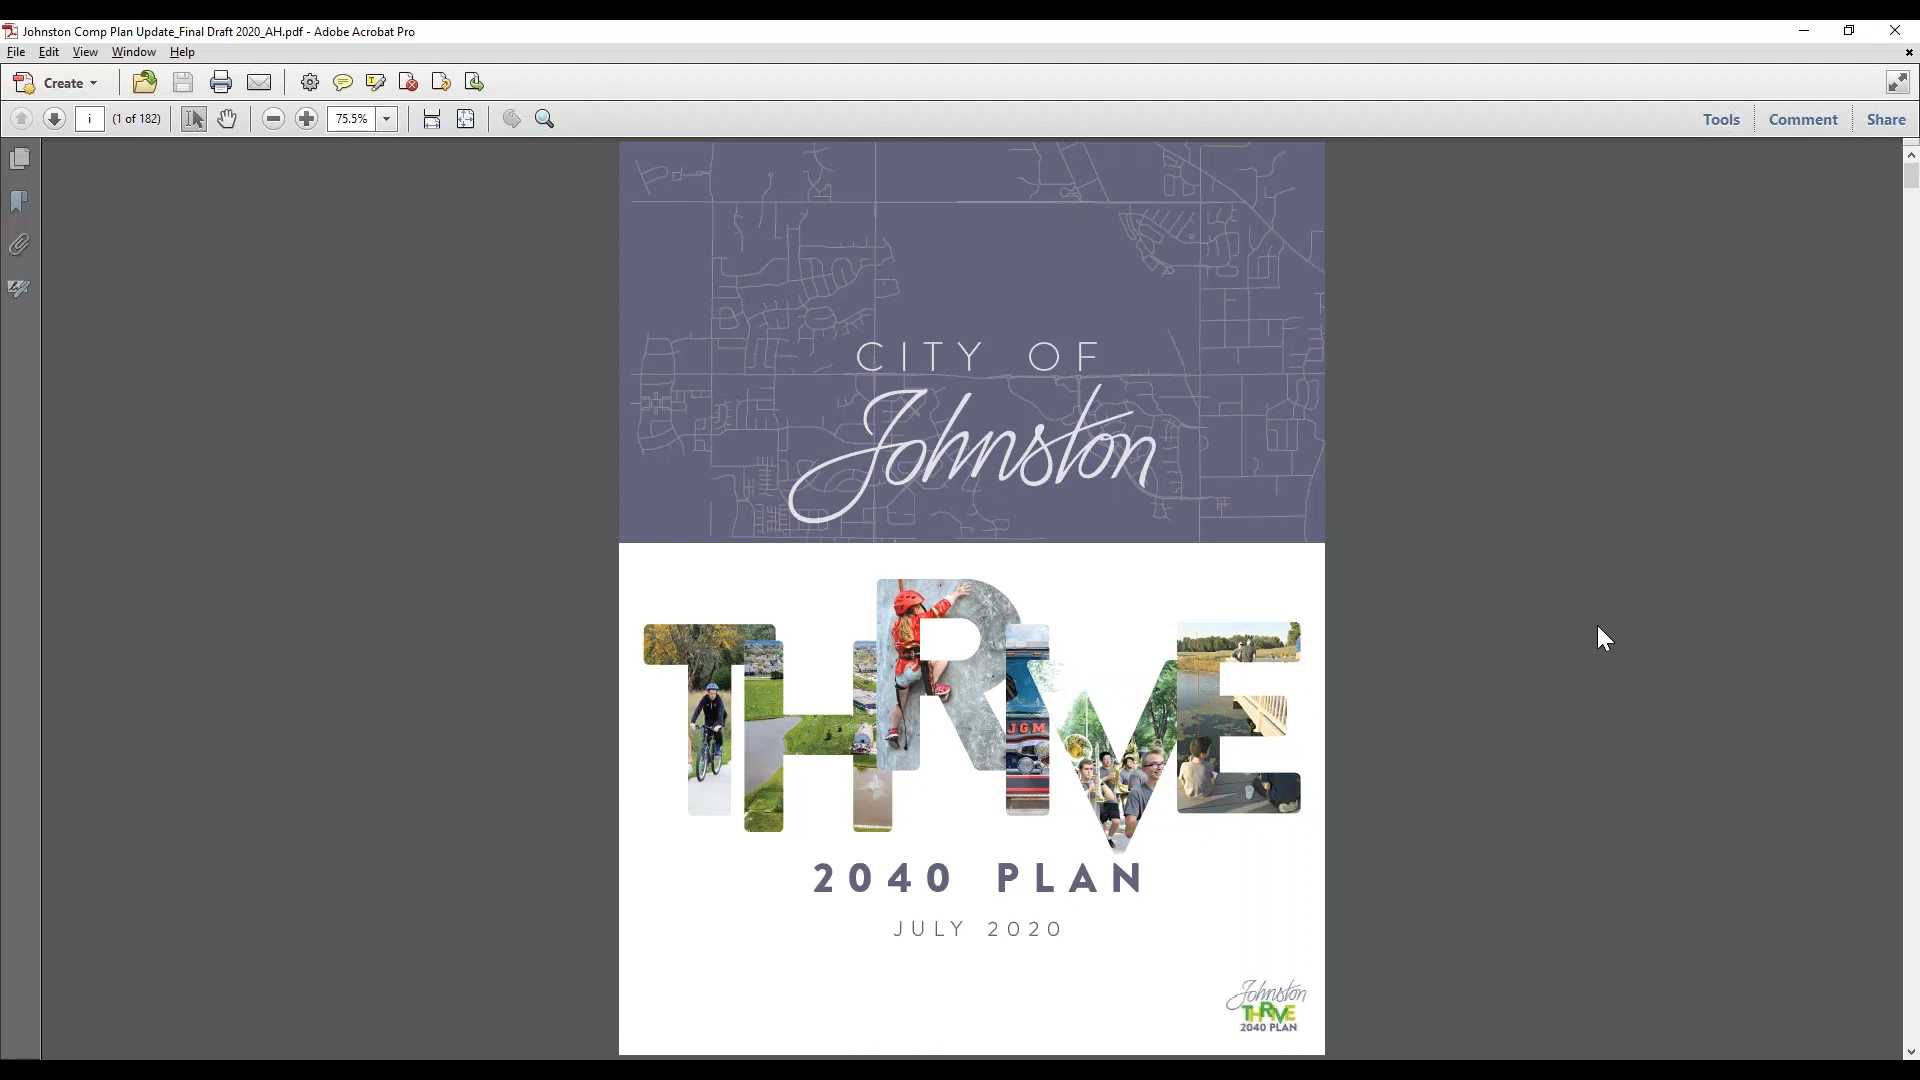 Johnston Comp Plan Update_Final Draft 2020_AH.pdf - Adobe Acrobat Pro
File Edit View Window Help
Create
i (1 of 182) 75.5% Tools Comment Share
CITY OF
Johnston
THRIVE
JGM
2040 PLAN
JULY 2020
Johnston
THRIVE
2040 PLAN